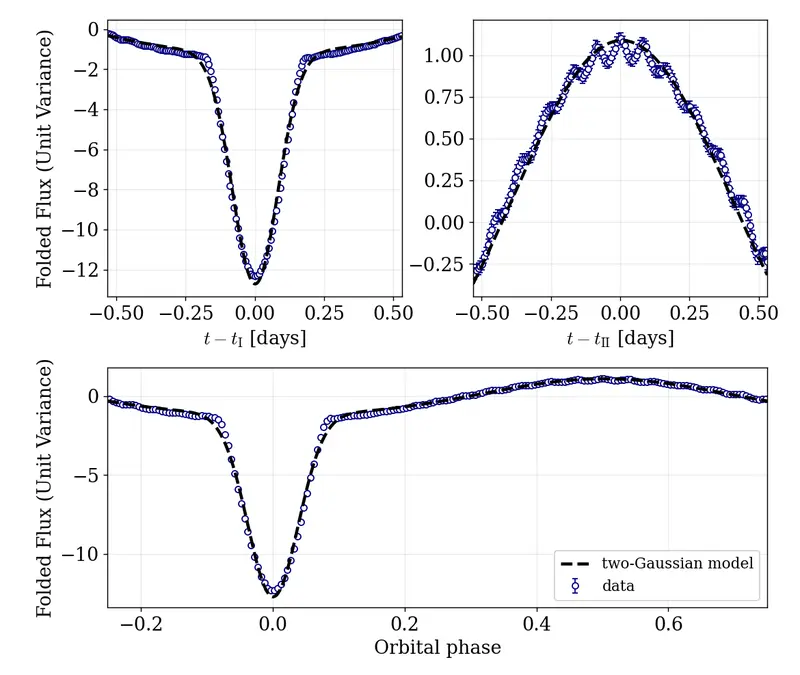 Folded Flux (Unit Variance)
0
−2
−4
−6
−8
−10
−12
−0.50 −0.25 0.00 0.25 0.50
t − tI [days]
1.00
0.75
0.50
0.25
0.00
−0.25
−0.50 −0.25 0.00 0.25 0.50
t − tII [days]
Folded Flux (Unit Variance)
0
−5
−10
−0.2 0.0 0.2 0.4 0.6
Orbital phase
two-Gaussian model
data